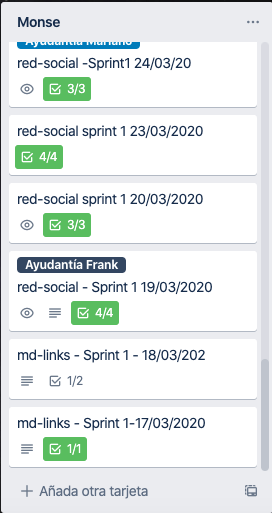 Monse
Ayudantía Mariano
red-social -Sprint1 24/03/20
3/3
red-social sprint 1 23/03/2020
4/4
red-social sprint 1 20/03/2020
3/3
Ayudantía Frank
red-social - Sprint 1 19/03/2020
4/4
md-links - Sprint 1 - 18/03/202
1/2
md-links - Sprint 1-17/03/2020
1/1
Añada otra tarjeta